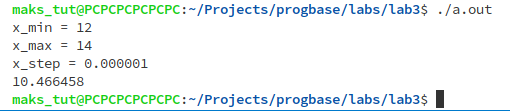 maks_tut@PCPCPCPCPCPC:~/Projects/progbase/labs/lab3$ ./a.out
x_min = 12
x_max = 14
x_step = 0.000001
10.466458
maks_tut@PCPCPCPCPCPC:~/Projects/progbase/labs/lab3$